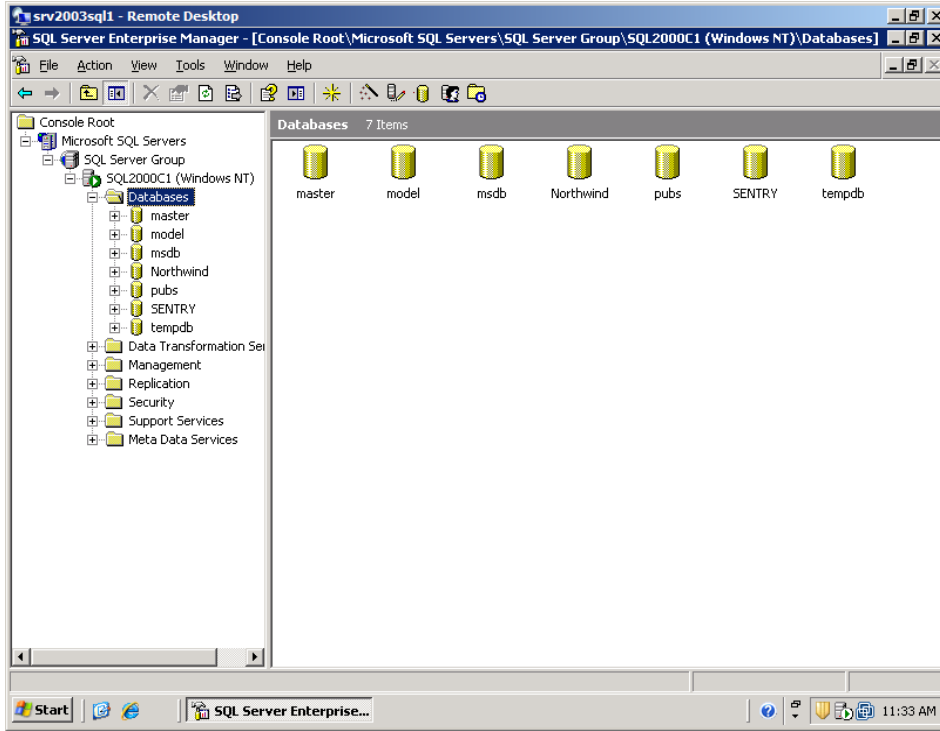 srv2003sql1 - Remote Desktop
SQL Server Enterprise Manager - [Console Root\Microsoft SQL Servers\SQL Server Group\SQL2000C1 (Windows NT)\Databases]
File Action View Tools Window Help
Console Root
Microsoft SQL Servers
SQL Server Group
SQL2000C1 (Windows NT)
Databases
master
model
msdb
Northwind
pubs
SENTRY
tempdb
Data Transformation Ser
Management
Replication
Security
Support Services
Meta Data Services
Databases 7 Items
master model msdb Northwind pubs SENTRY tempdb
Start SQL Server Enterprise... 11:33 AM